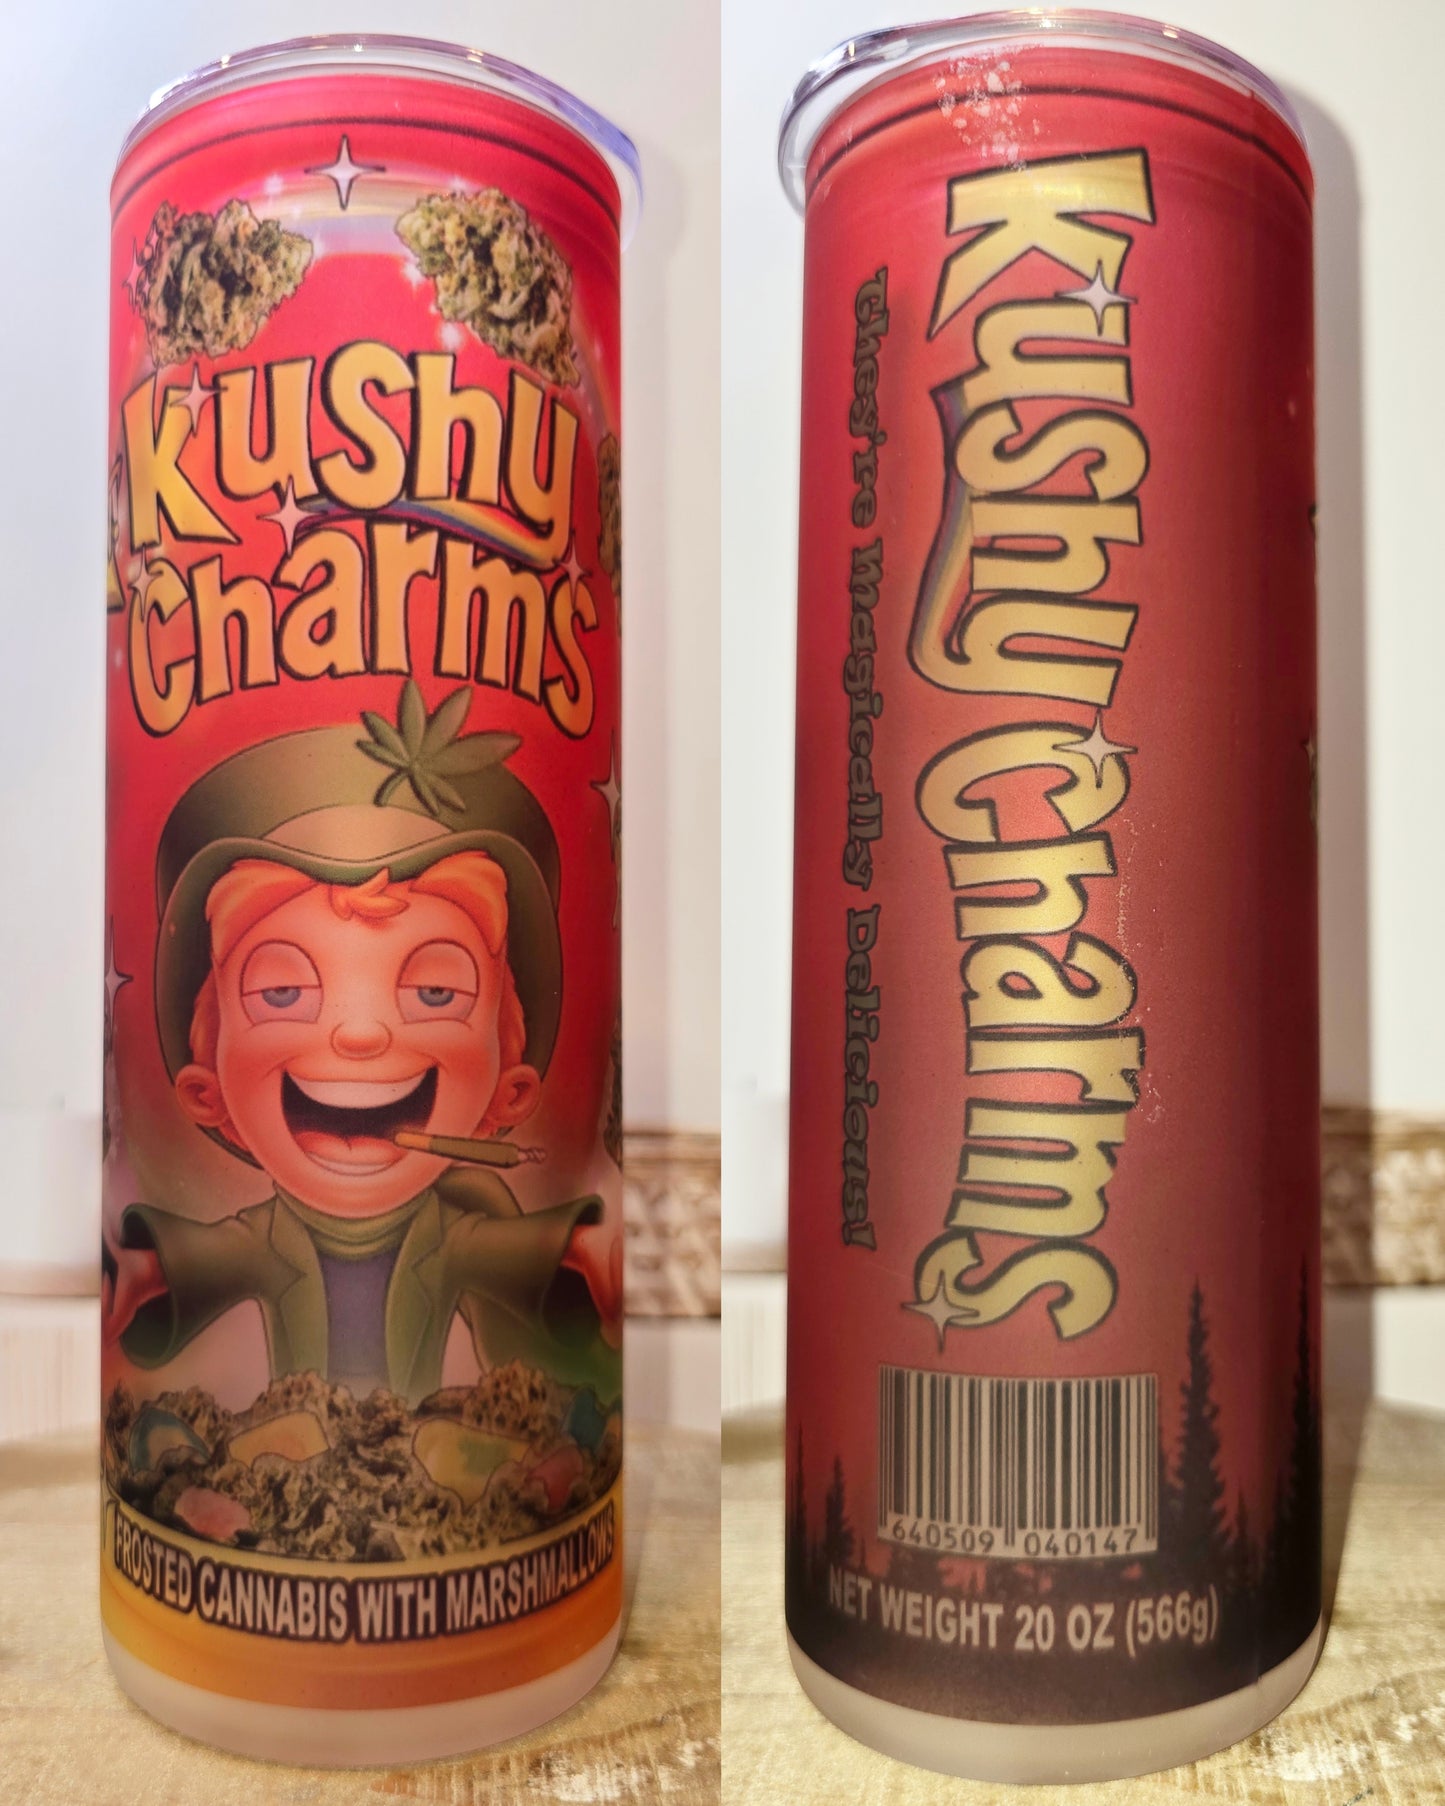 Kushy
Charms
FROSTED CANNABIS WITH MARSHMALLOWS
Kushy Charms
They're Magically Delicious!
640509 040147
NET WEIGHT 20 OZ (566g)